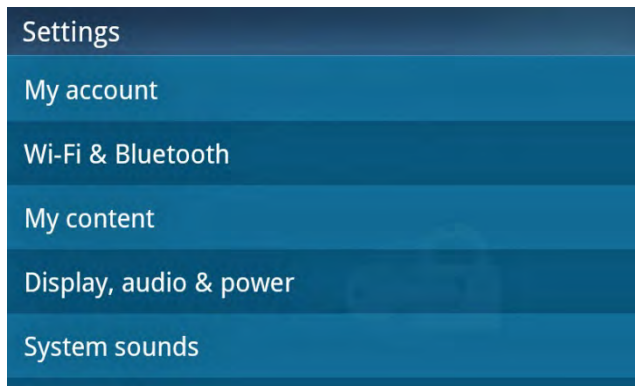 Settings
My account
Wi-Fi & Bluetooth
My content
Display, audio & power
System sounds